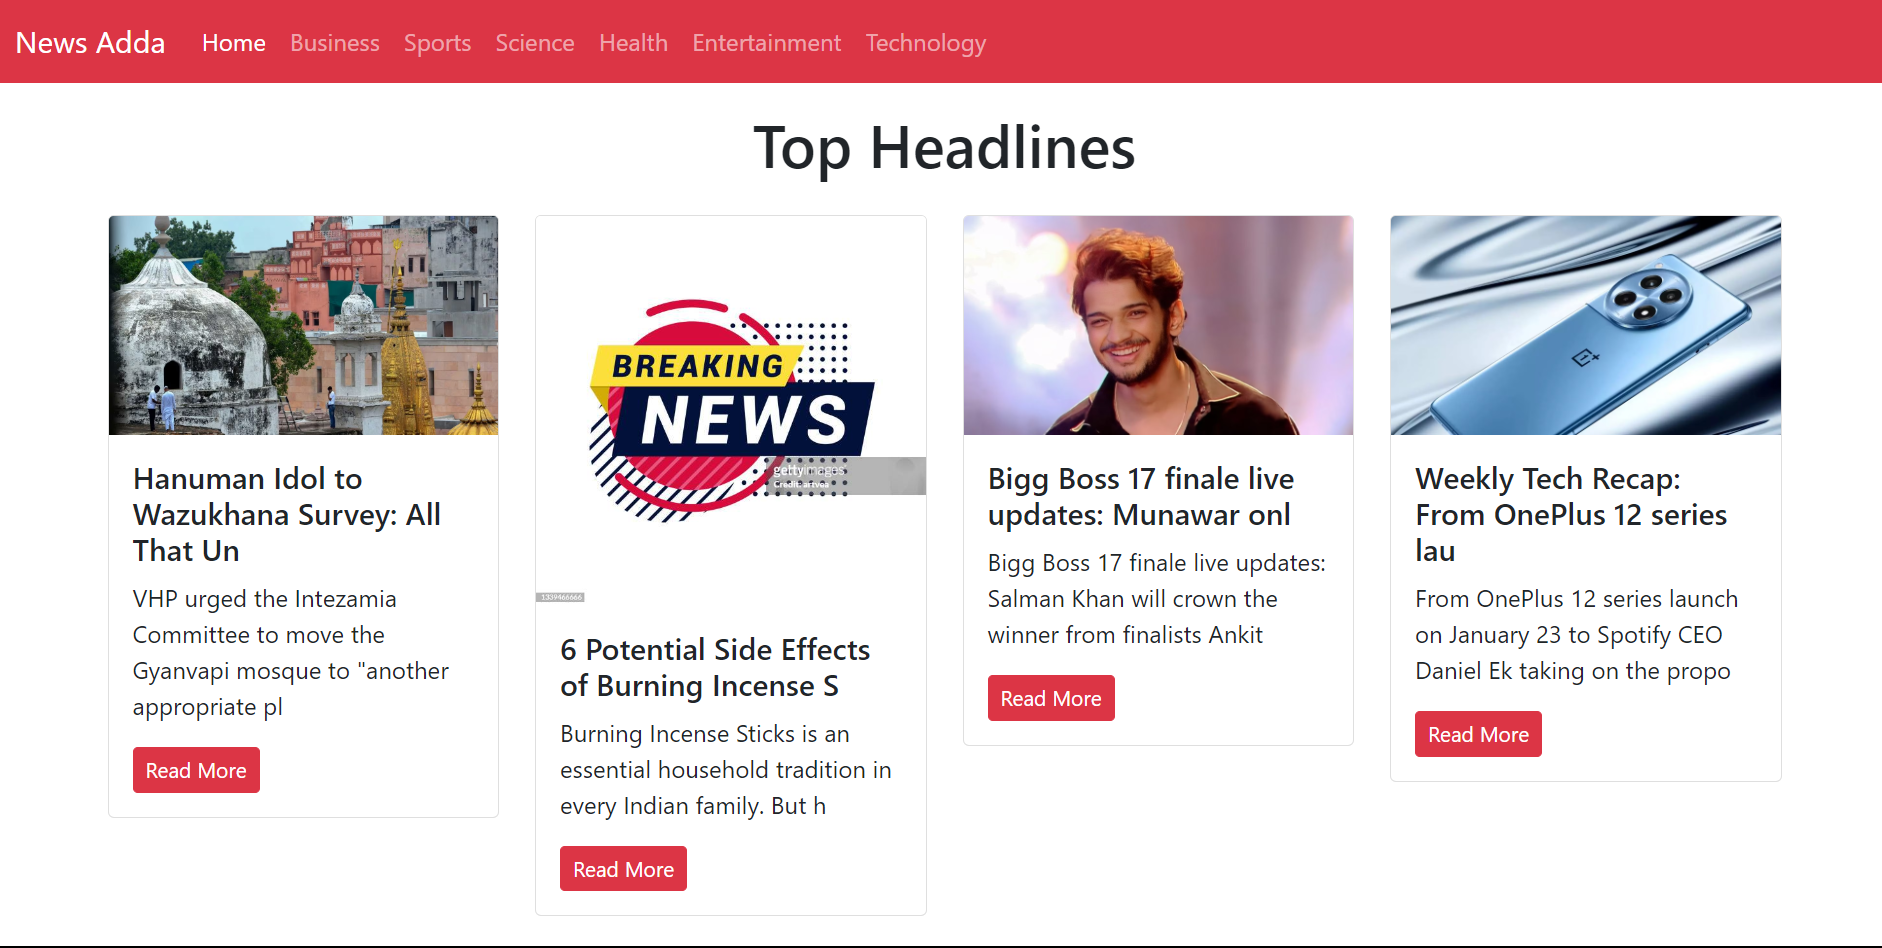 News Adda
Home Business Sports Science Health Entertainment Technology
Top Headlines
Hanuman Idol to
Wazukhana Survey: All
That Un
VHP urged the Intezamia
Committee to move the
Gyanvapi mosque to "another
appropriate pl
Read More
BREAKING
NEWS
gettyimages
Credit: artvea
1339466666
6 Potential Side Effects
of Burning Incense S
Burning Incense Sticks is an
essential household tradition in
every Indian family. But h
Read More
Bigg Boss 17 finale live
updates: Munawar onl
Bigg Boss 17 finale live updates:
Salman Khan will crown the
winner from finalists Ankit
Read More
1+
Weekly Tech Recap:
From OnePlus 12 series
lau
From OnePlus 12 series launch
on January 23 to Spotify CEO
Daniel Ek taking on the propo
Read More